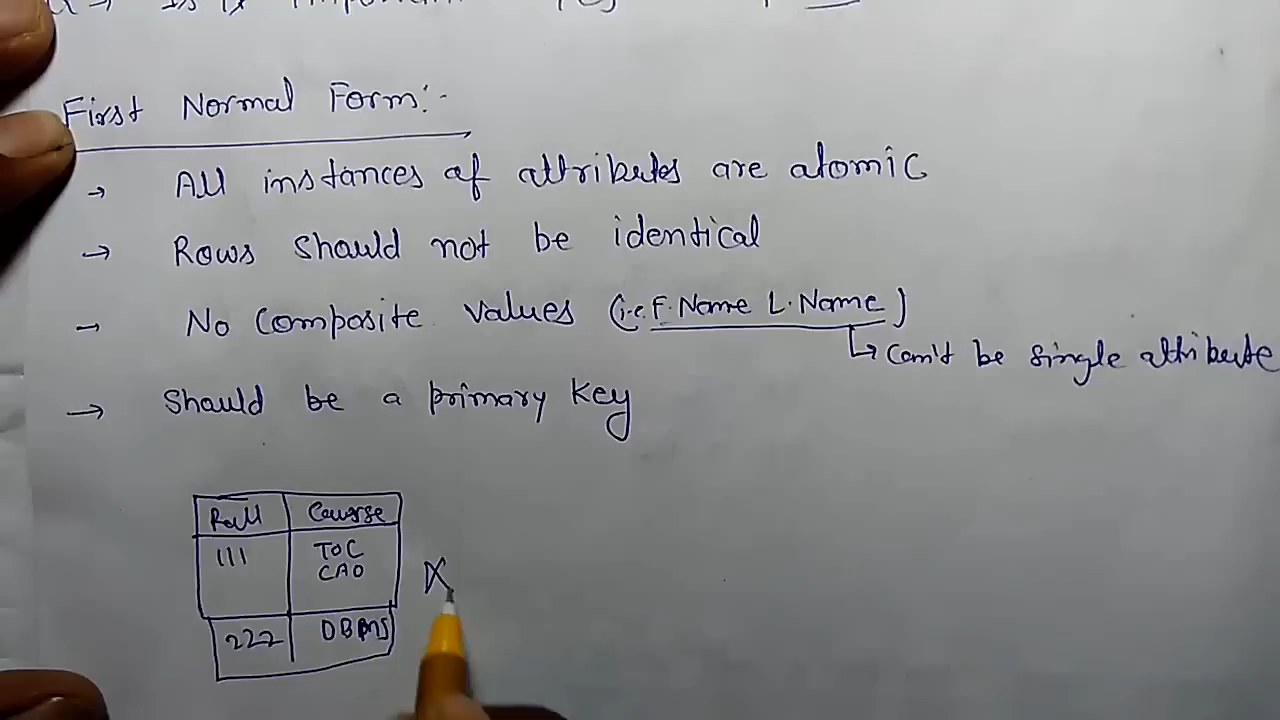 First Normal Form:-
→ All instances of attributes are atomic
→ Rows should not be identical
- No Composite values (i.e F.Name L.Name)
↳ Can't be single attribute
→ Should be a primary key
Roll Course
111 TOC
CAO
X
222 DBMS